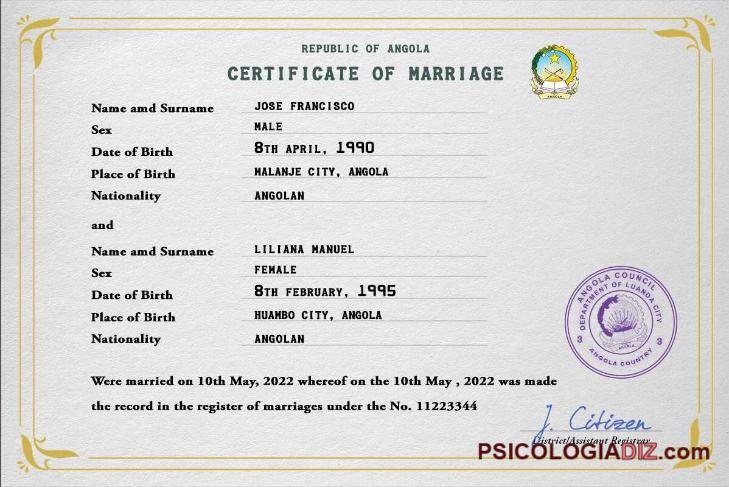 REPUBLIC OF ANGOLA
CERTIFICATE OF MARRIAGE
Name amd Surname JOSE FRANCISCO
Sex MALE
Date of Birth 8TH APRIL, 1990
Place of Birth MALANJE CITY, ANGOLA
Nationality ANGOLAN
and
Name amd Surname LILIANA MANUEL
Sex FEMALE
Date of Birth 8TH FEBRUARY, 1995
Place of Birth HUAMBO CITY, ANGOLA
Nationality ANGOLAN
ANGOLA COUNCIL
DEPARTMENT OF LUANDA CITY
3 3
ANGOLA COUNTRY
Were married on 10th May, 2022 whereof on the 10th May , 2022 was made
the record in the register of marriages under the No. 11223344
J. Citizen
District/Assistant Registrar
PSICOLOGIADIZ.com